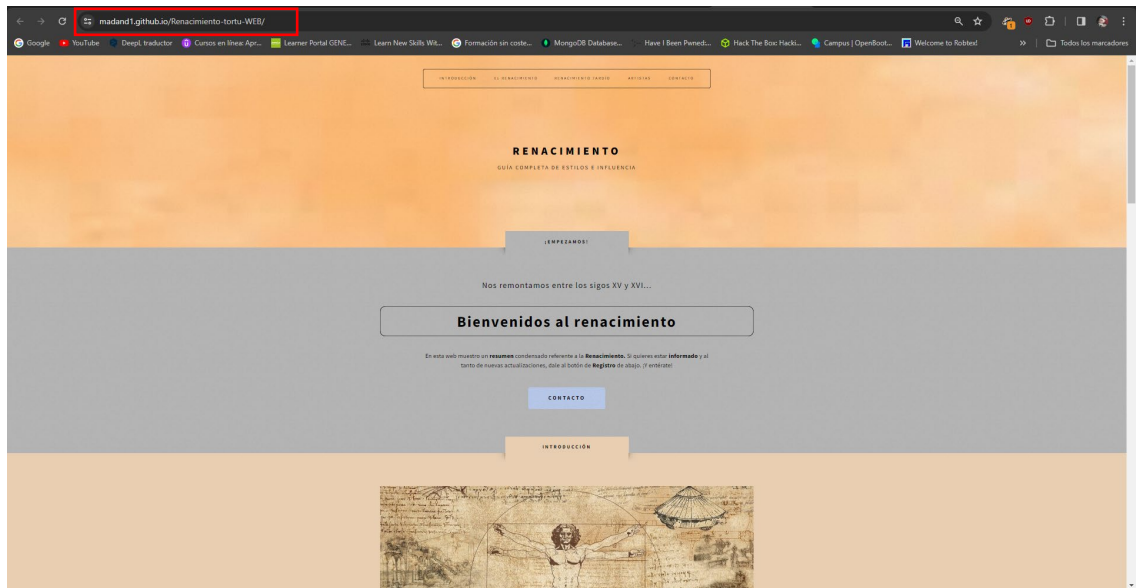 madand1.github.io/Renacimiento-tortu-WEB/
Google YouTube DeepL traductor Cursos en línea: Apr... Learner Portal GENE... Learn New Skills Wit... Formación sin coste... MongoDB Database... Have I Been Pwned:... Hack The Box: Hacki... Campus | OpenBoot... Welcome to Robtex! » Todos los marcadores
INTRODUCCIÓN EL RENACIMIENTO RENACIMIENTO TARDÍO ARTISTAS CONTACTO
RENACIMIENTO
GUÍA COMPLETA DE ESTILOS E INFLUENCIA
¡EMPEZAMOS!
Nos remontamos entre los sigos XV y XVI...
Bienvenidos al renacimiento
En esta web muestro un resumen condensado referente a la Renacimiento. Si quieres estar informado y al
tanto de nuevas actualizaciones, dale al botón de Registro de abajo. ¡Y entérate!
CONTACTO
INTRODUCCIÓN